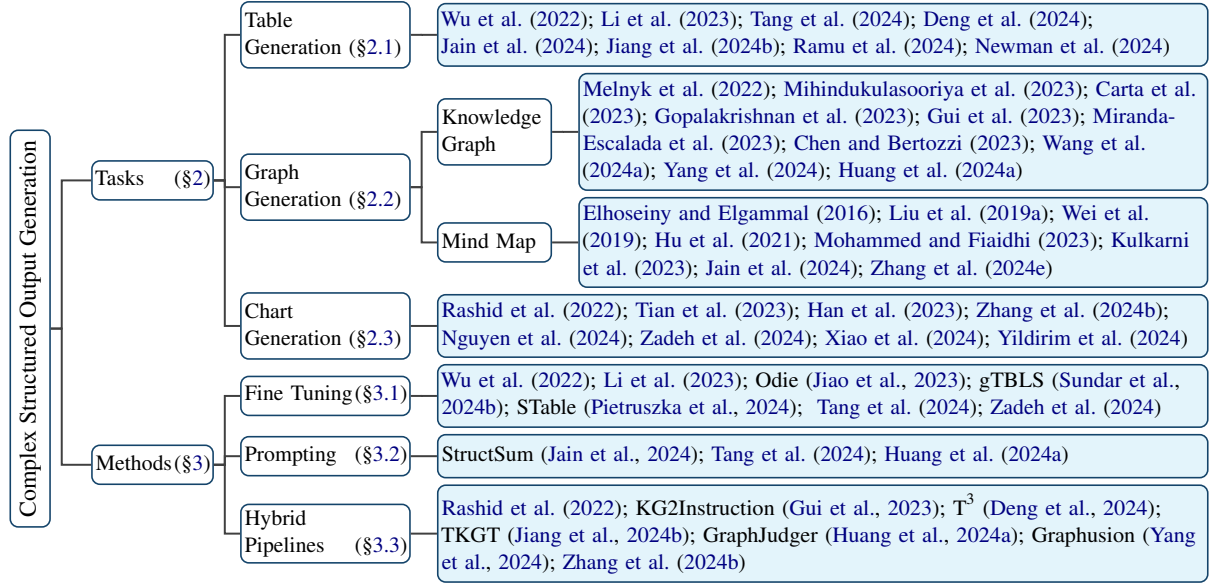 Complex Structured Output Generation
Tasks (§2)
Table
Generation (§2.1)
Wu et al. (2022); Li et al. (2023); Tang et al. (2024); Deng et al. (2024);
Jain et al. (2024); Jiang et al. (2024b); Ramu et al. (2024); Newman et al. (2024)
Graph
Generation (§2.2)
Knowledge
Graph
Melnyk et al. (2022); Mihindukulasooriya et al. (2023); Carta et al.
(2023); Gopalakrishnan et al. (2023); Gui et al. (2023); Miranda-
Escalada et al. (2023); Chen and Bertozzi (2023); Wang et al.
(2024a); Yang et al. (2024); Huang et al. (2024a)
Mind Map
Elhoseiny and Elgammal (2016); Liu et al. (2019a); Wei et al.
(2019); Hu et al. (2021); Mohammed and Fiaidhi (2023); Kulkarni
et al. (2023); Jain et al. (2024); Zhang et al. (2024e)
Chart
Generation (§2.3)
Rashid et al. (2022); Tian et al. (2023); Han et al. (2023); Zhang et al. (2024b);
Nguyen et al. (2024); Zadeh et al. (2024); Xiao et al. (2024); Yildirim et al. (2024)
Methods (§3)
Fine Tuning (§3.1)
Wu et al. (2022); Li et al. (2023); Odie (Jiao et al., 2023); gTBLS (Sundar et al.,
2024b); STable (Pietruszka et al., 2024); Tang et al. (2024); Zadeh et al. (2024)
Prompting (§3.2)
StructSum (Jain et al., 2024); Tang et al. (2024); Huang et al. (2024a)
Hybrid
Pipelines (§3.3)
Rashid et al. (2022); KG2Instruction (Gui et al., 2023); T³ (Deng et al., 2024);
TKGT (Jiang et al., 2024b); GraphJudger (Huang et al., 2024a); Graphusion (Yang
et al., 2024); Zhang et al. (2024b)